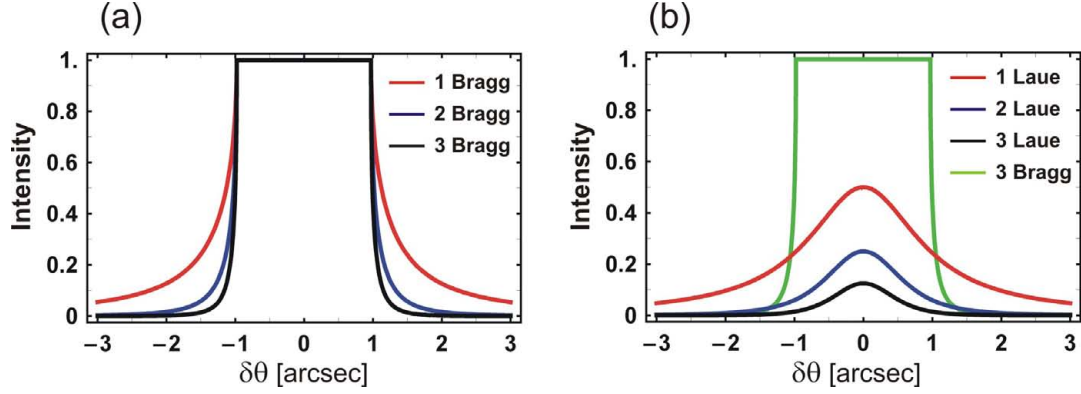 (a)
Intensity
1.
0.8
0.6
0.4
0.2
0
−3 −2 −1 0 1 2 3
δθ [arcsec]
1 Bragg
2 Bragg
3 Bragg
(b)
Intensity
1.
0.8
0.6
0.4
0.2
0
−3 −2 −1 0 1 2 3
δθ [arcsec]
1 Laue
2 Laue
3 Laue
3 Bragg